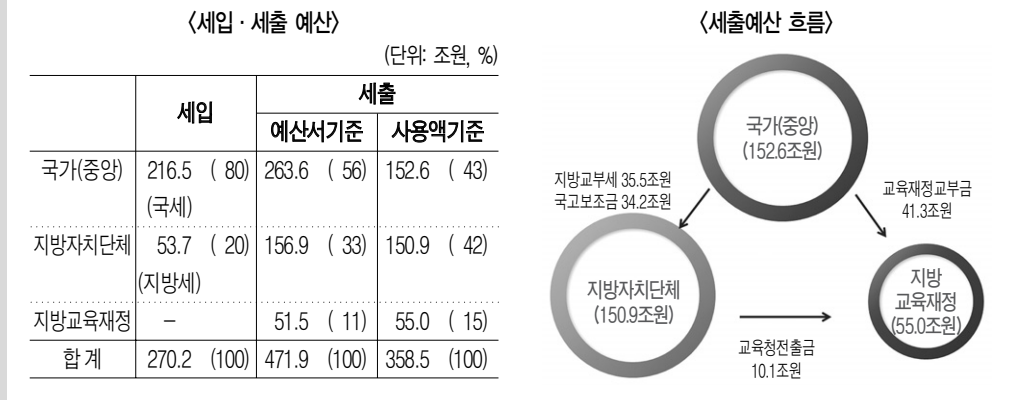 〈세입·세출 예산〉
(단위: 조원, %)
세입 세출
예산서기준 사용액기준
국가(중앙) 216.5 ( 80) 263.6 ( 56) 152.6 ( 43)
(국세)
지방자치단체 53.7 ( 20) 156.9 ( 33) 150.9 ( 42)
(지방세)
지방교육재정 – 51.5 ( 11) 55.0 ( 15)
합계 270.2 (100) 471.9 (100) 358.5 (100)
〈세출예산 흐름〉
국가(중앙)
(152.6조원)
지방교부세 35.5조원
국고보조금 34.2조원
교육재정교부금
41.3조원
지방자치단체
(150.9조원)
지방
교육재정
(55.0조원)
교육청전출금
10.1조원